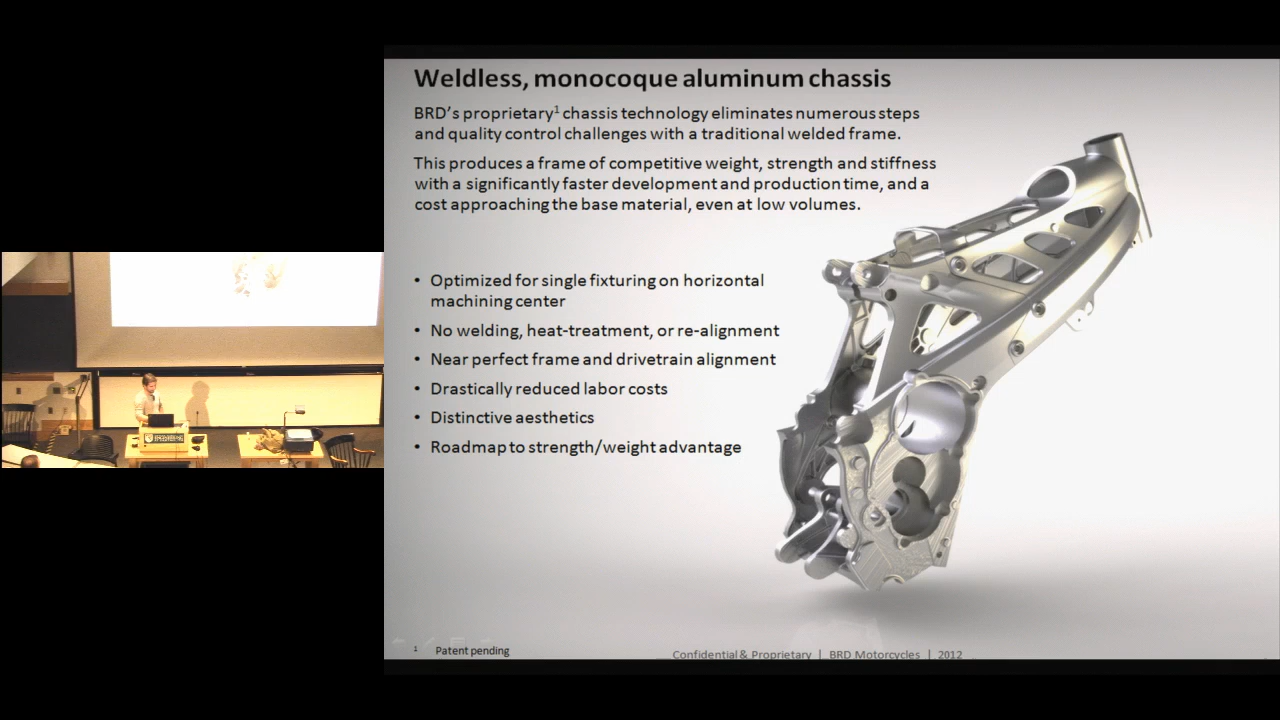 Weldless, monocoque aluminum chassis
BRD's proprietary¹ chassis technology eliminates numerous steps
and quality control challenges with a traditional welded frame.
This produces a frame of competitive weight, strength and stiffness
with a significantly faster development and production time, and a
cost approaching the base material, even at low volumes.
• Optimized for single fixturing on horizontal
machining center
• No welding, heat-treatment, or re-alignment
• Near perfect frame and drivetrain alignment
• Drastically reduced labor costs
• Distinctive aesthetics
• Roadmap to strength/weight advantage
1 Patent pending
Confidential & Proprietary | BRD Motorcycles | 2012